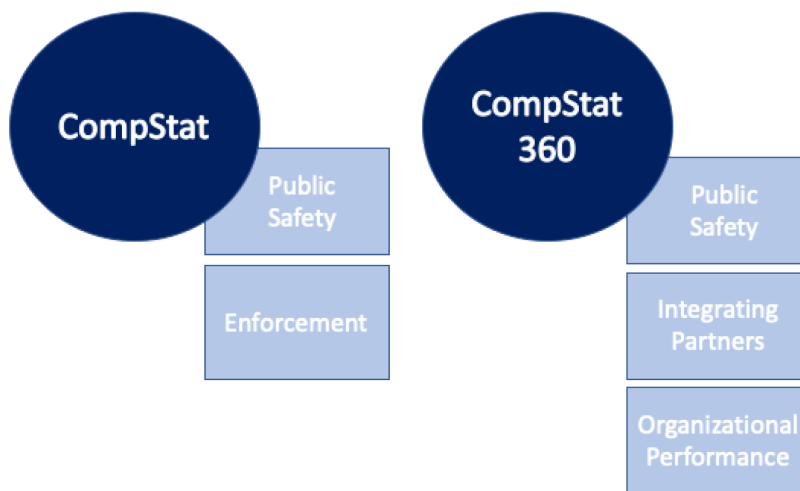 CompStat
Public
Safety
Enforcement
CompStat
360
Public
Safety
Integrating
Partners
Organizational
Performance